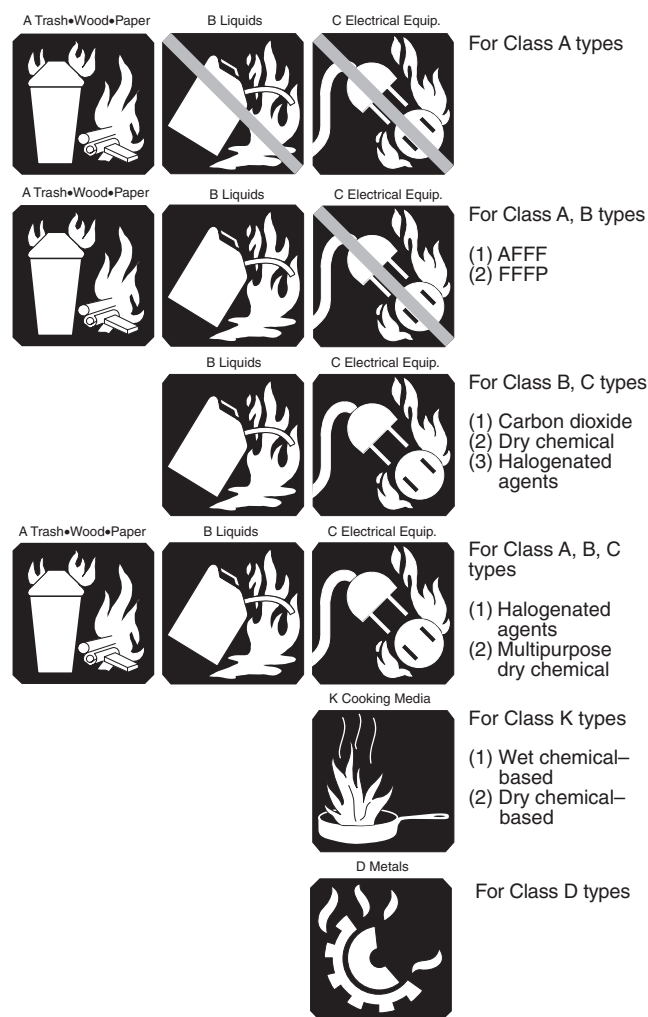 A Trash•Wood•Paper
B Liquids
C Electrical Equip.
For Class A types
A Trash•Wood•Paper
B Liquids
C Electrical Equip.
For Class A, B types
(1) AFFF
(2) FFFP
B Liquids
C Electrical Equip.
For Class B, C types
(1) Carbon dioxide
(2) Dry chemical
(3) Halogenated
agents
A Trash•Wood•Paper
B Liquids
C Electrical Equip.
For Class A, B, C
types
(1) Halogenated
agents
(2) Multipurpose
dry chemical
K Cooking Media
For Class K types
(1) Wet chemical–
based
(2) Dry chemical–
based
D Metals
For Class D types